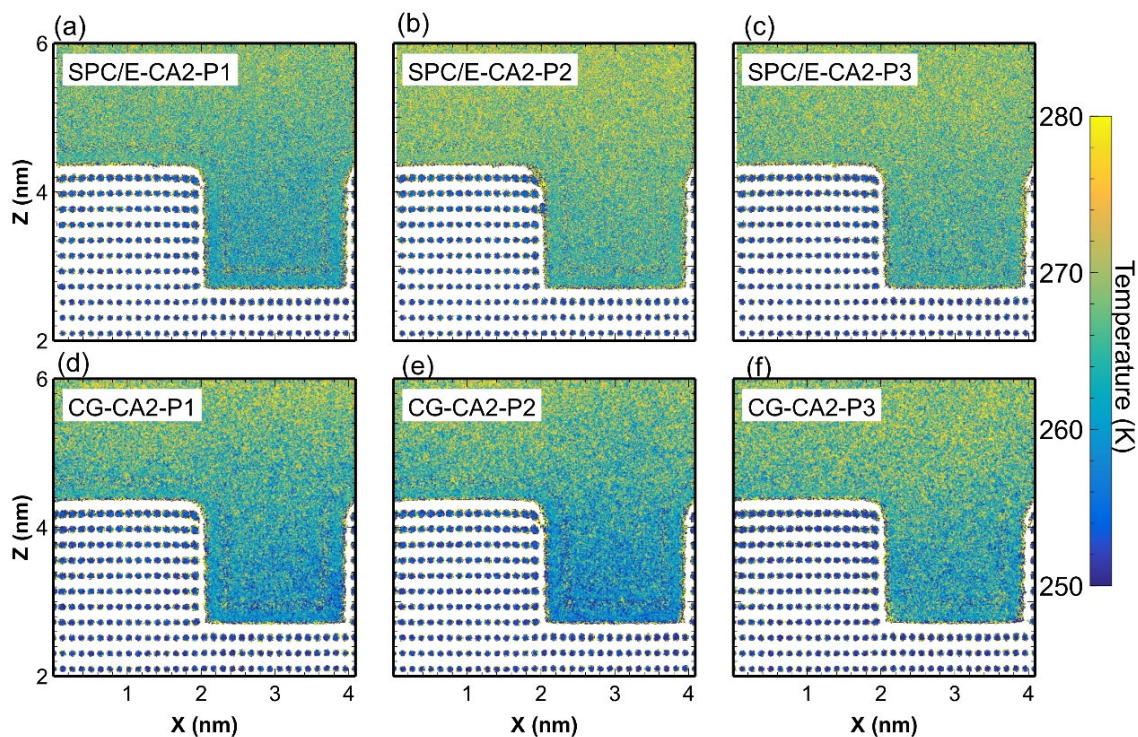 (a) (b) (c)
SPC/E-CA2-P1 SPC/E-CA2-P2 SPC/E-CA2-P3
6
4
2
Z (nm)
(d) (e) (f)
CG-CA2-P1 CG-CA2-P2 CG-CA2-P3
6
4
2
Z (nm)
1 2 3 4 1 2 3 4 1 2 3 4
X (nm) X (nm) X (nm)
280
270
260
250
Temperature (K)